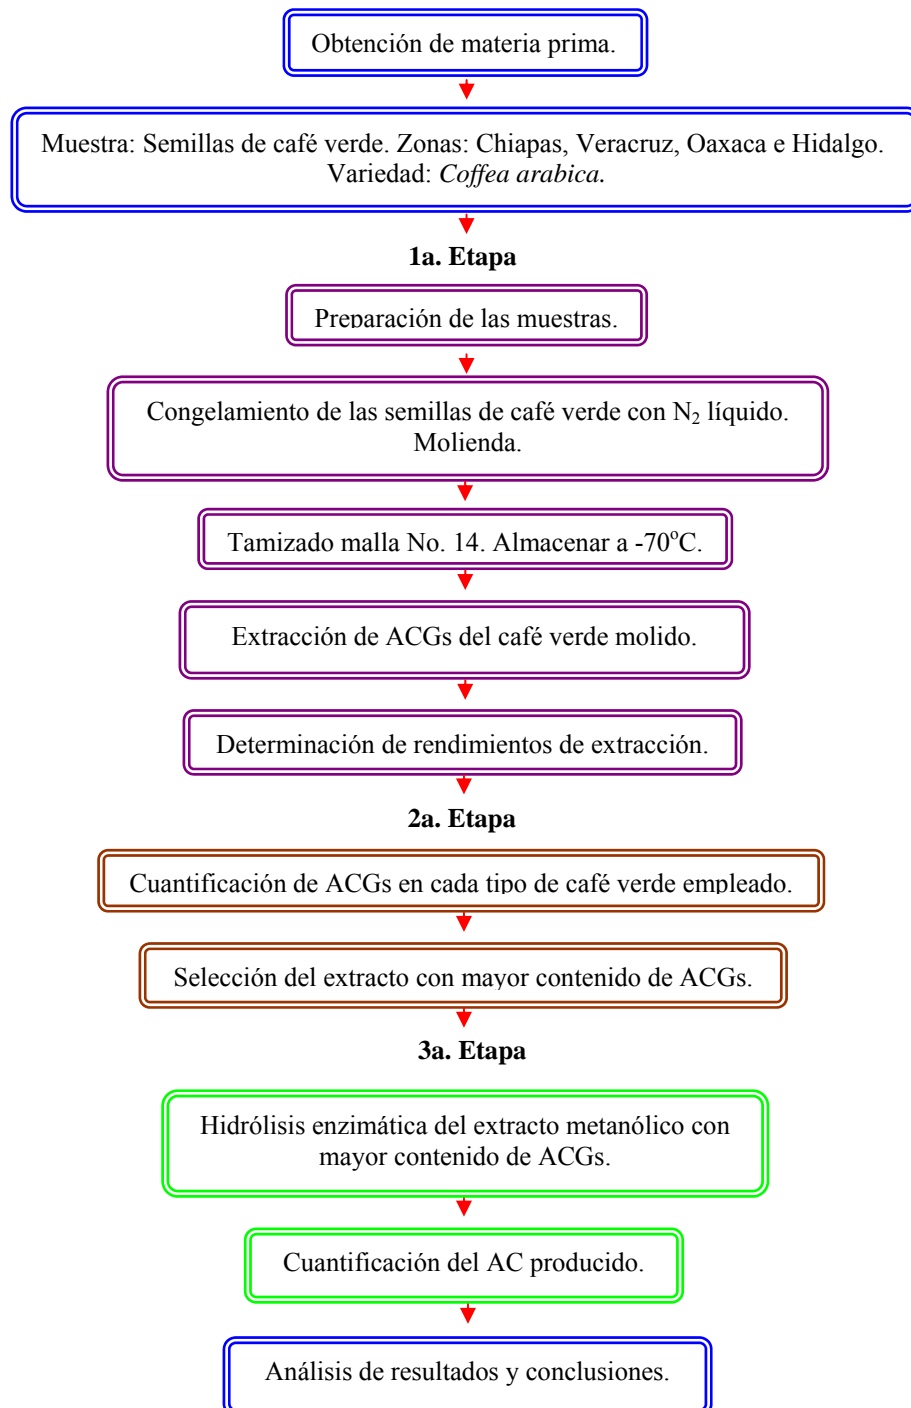 Obtención de materia prima.
Muestra: Semillas de café verde. Zonas: Chiapas, Veracruz, Oaxaca e Hidalgo.
Variedad: Coffea arabica.
1a. Etapa
Preparación de las muestras.
Congelamiento de las semillas de café verde con N₂ líquido.
Molienda.
Tamizado malla No. 14. Almacenar a -70°C.
Extracción de ACGs del café verde molido.
Determinación de rendimientos de extracción.
2a. Etapa
Cuantificación de ACGs en cada tipo de café verde empleado.
Selección del extracto con mayor contenido de ACGs.
3a. Etapa
Hidrólisis enzimática del extracto metanólico con
mayor contenido de ACGs.
Cuantificación del AC producido.
Análisis de resultados y conclusiones.